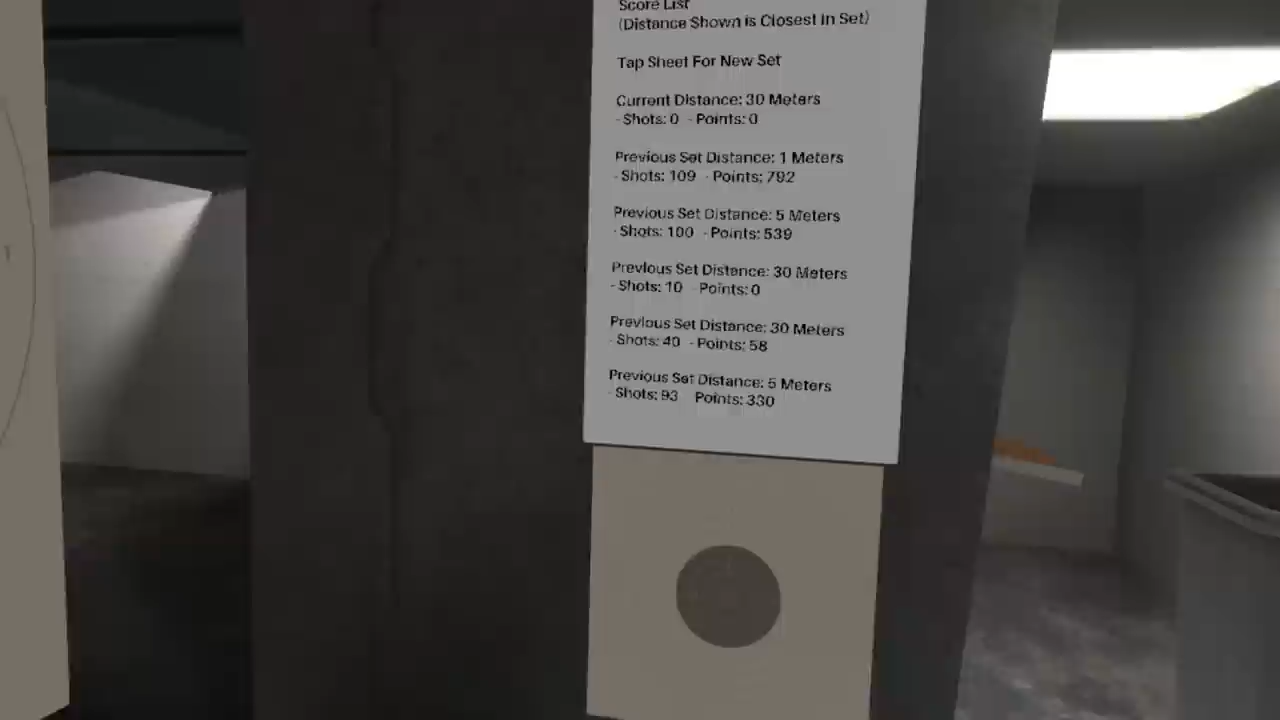 Score List
(Distance Shown is Closest in Set)
Tap Sheet For New Set
Current Distance: 30 Meters
- Shots: 0 - Points: 0
Previous Set Distance: 1 Meters
- Shots: 109 - Points: 792
Previous Set Distance: 5 Meters
- Shots: 100 - Points: 539
Previous Set Distance: 30 Meters
- Shots: 10 - Points: 0
Previous Set Distance: 30 Meters
- Shots: 40 - Points: 58
Previous Set Distance: 5 Meters
- Shots: 93 Points: 330